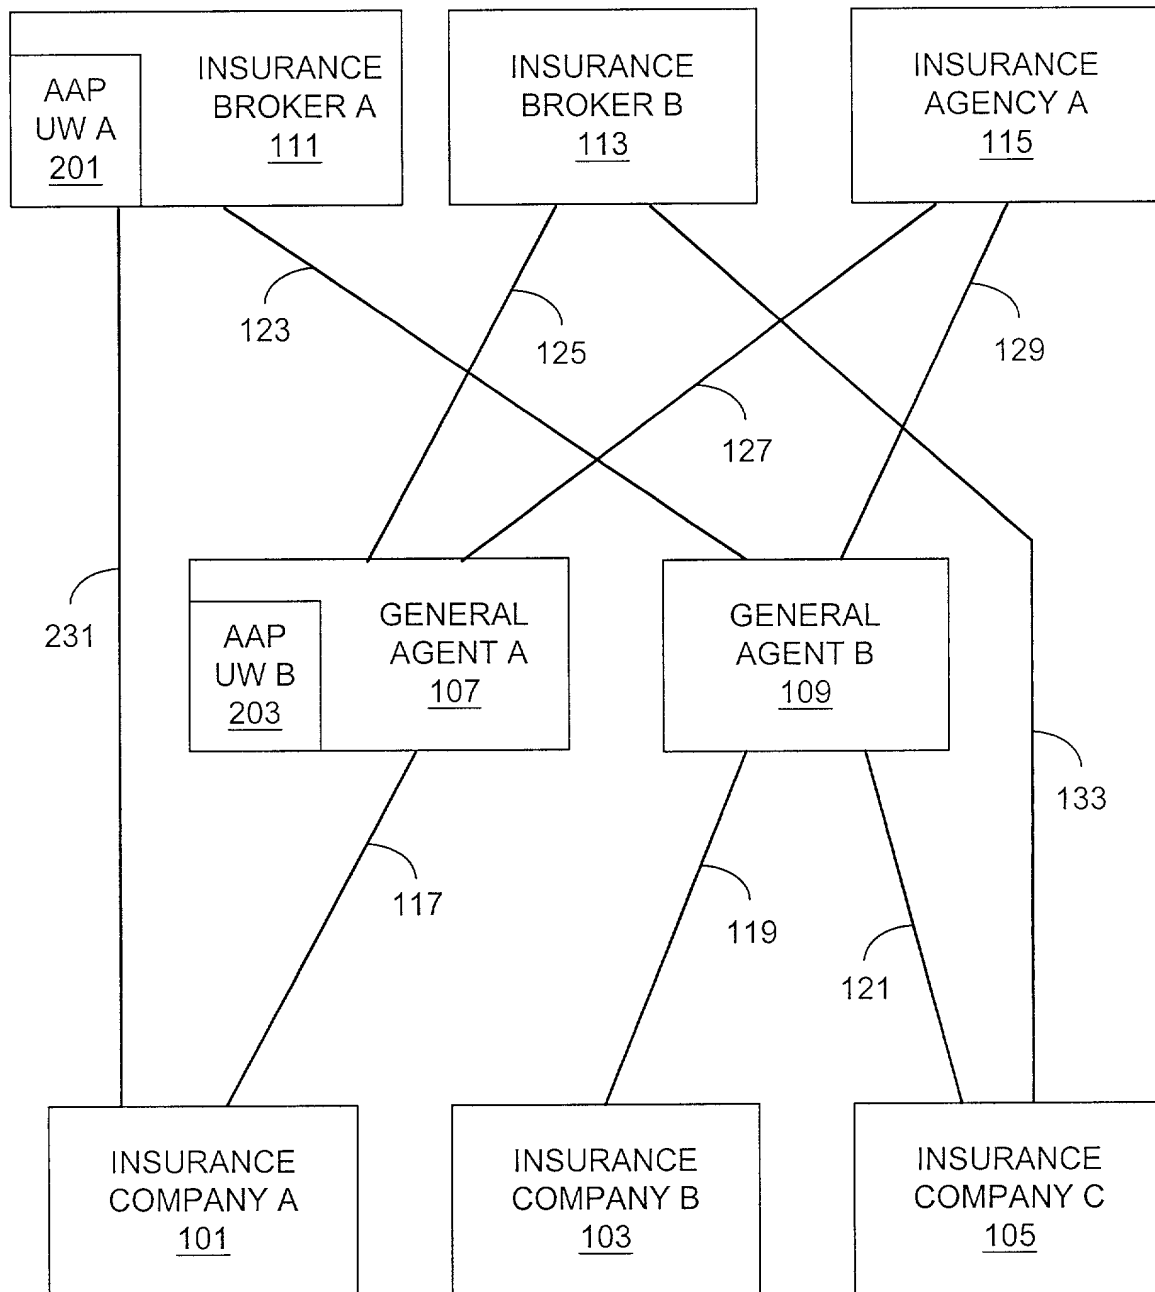 AAP
UW A
201
INSURANCE
BROKER A
111
INSURANCE
BROKER B
113
INSURANCE
AGENCY A
115
123
125
127
129
231
AAP
UW B
203
GENERAL
AGENT A
107
GENERAL
AGENT B
109
133
117
119
121
INSURANCE
COMPANY A
101
INSURANCE
COMPANY B
103
INSURANCE
COMPANY C
105